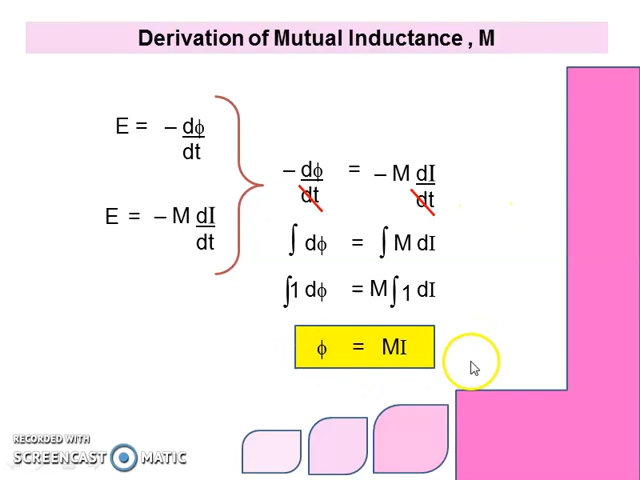 Derivation of Mutual Inductance , M
E = – dϕ
dt
E = – M dI
dt
– dϕ = – M dI
dt dt
∫ dϕ = ∫ M dI
∫1 dϕ = M∫1 dI
ϕ = MI
RECORDED WITH
SCREENCAST MATIC